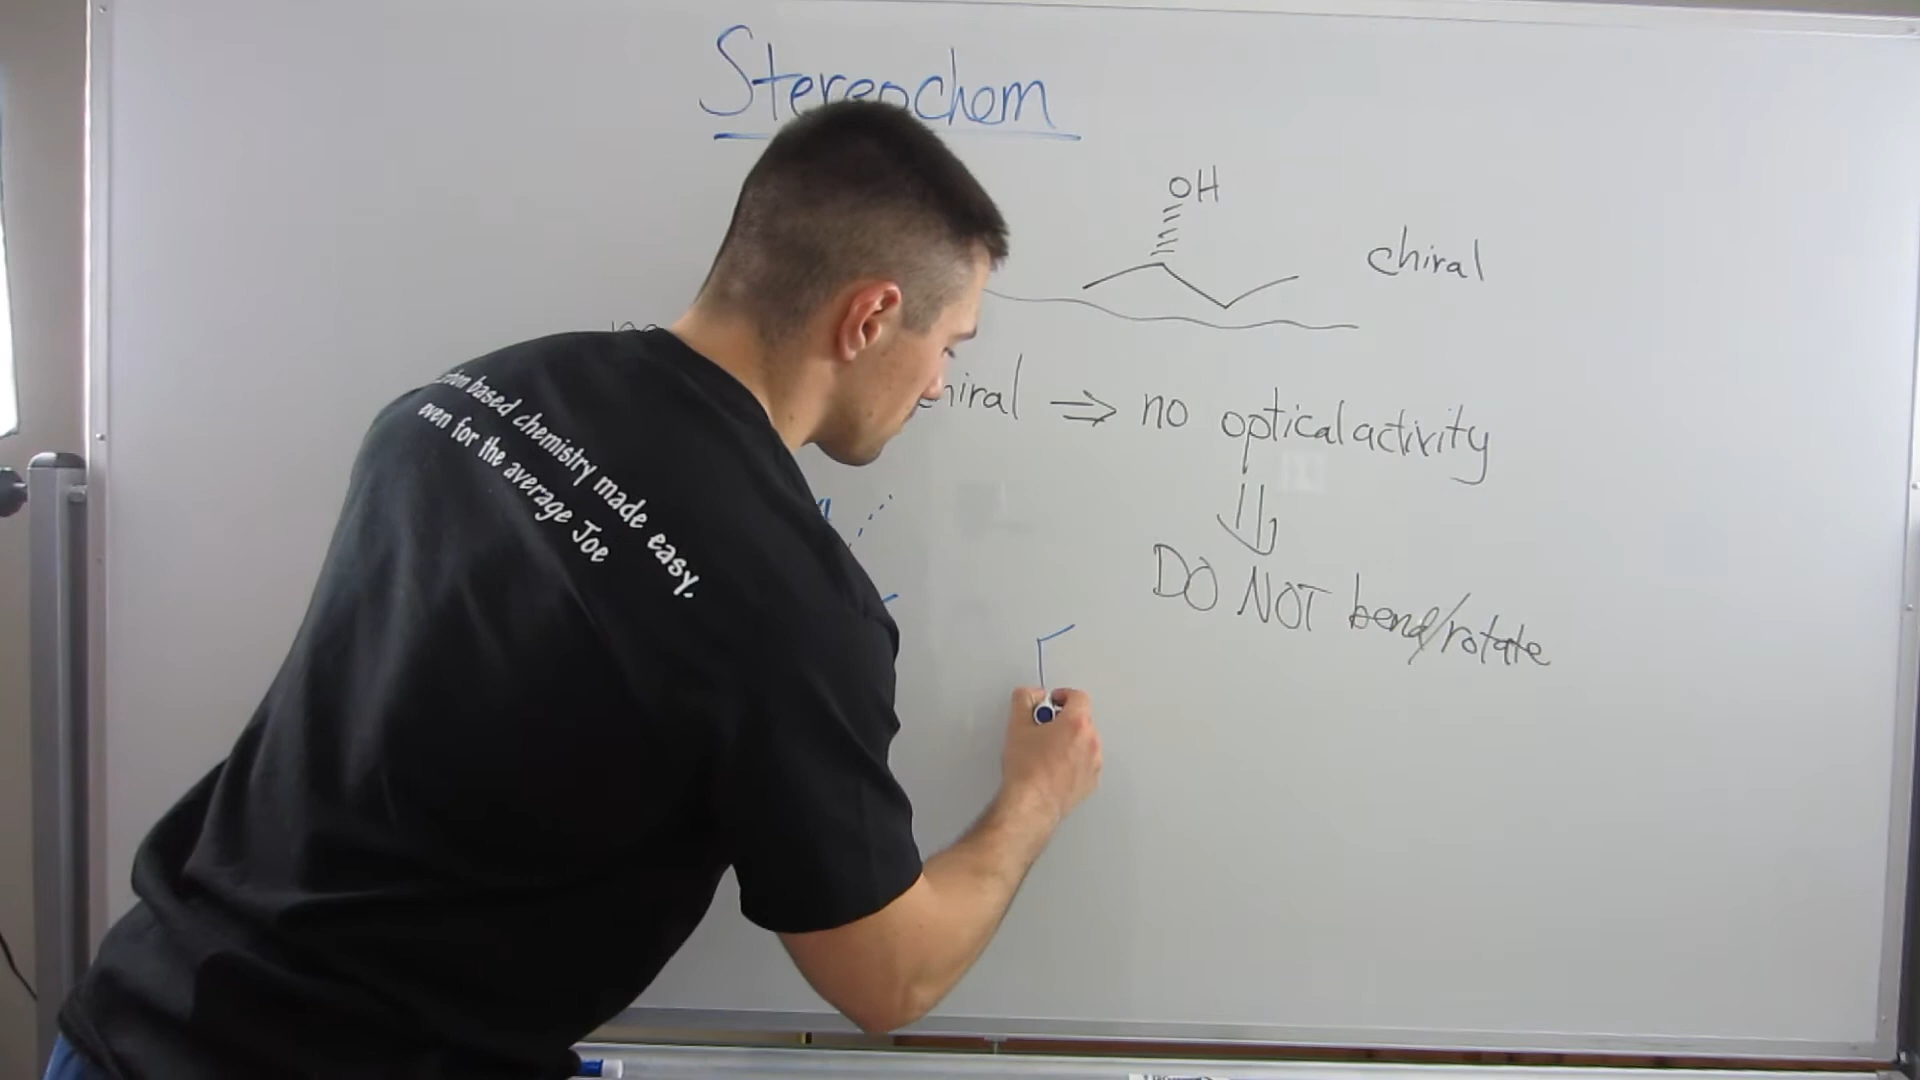 Stereochem
OH
chiral
hiral ⇒ no optical activity
DO NOT bend/rotate
based chemistry made easy,
even for the average Joe